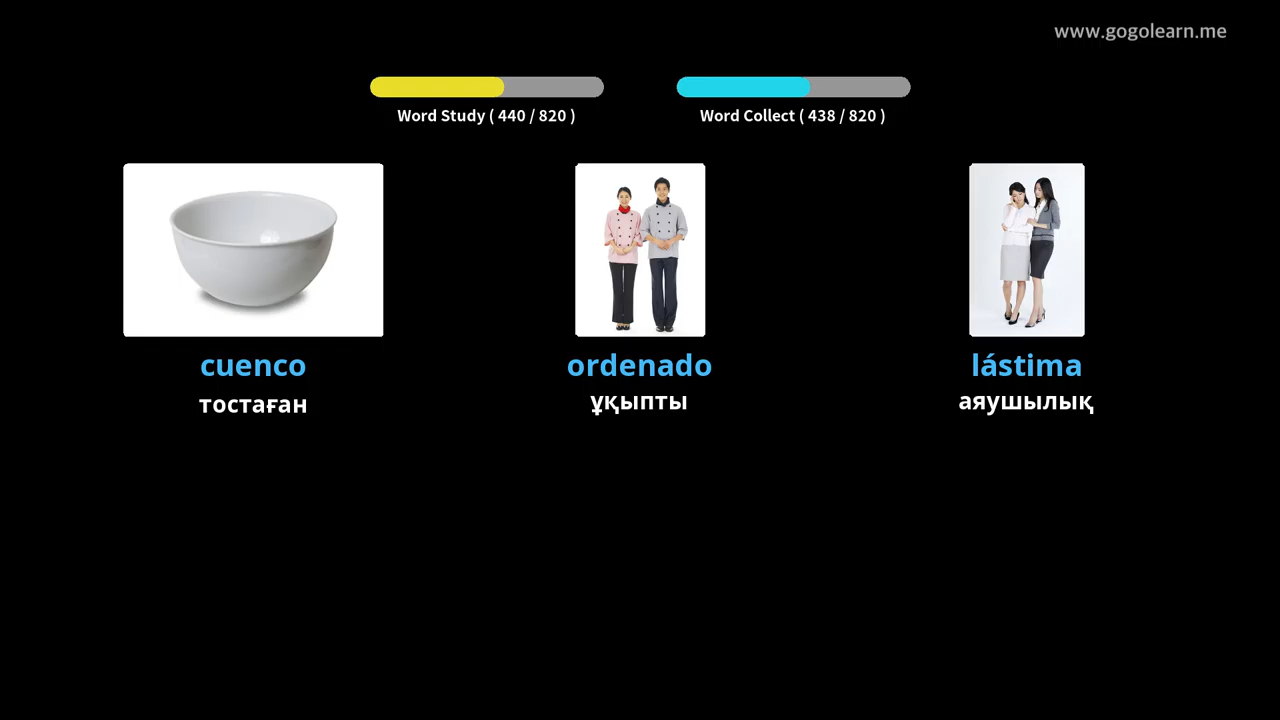 www.gogolearn.me
Word Study ( 440 / 820 )
Word Collect ( 438 / 820 )
cuenco
тостаған
ordenado
ұқыпты
lástima
аяушылық